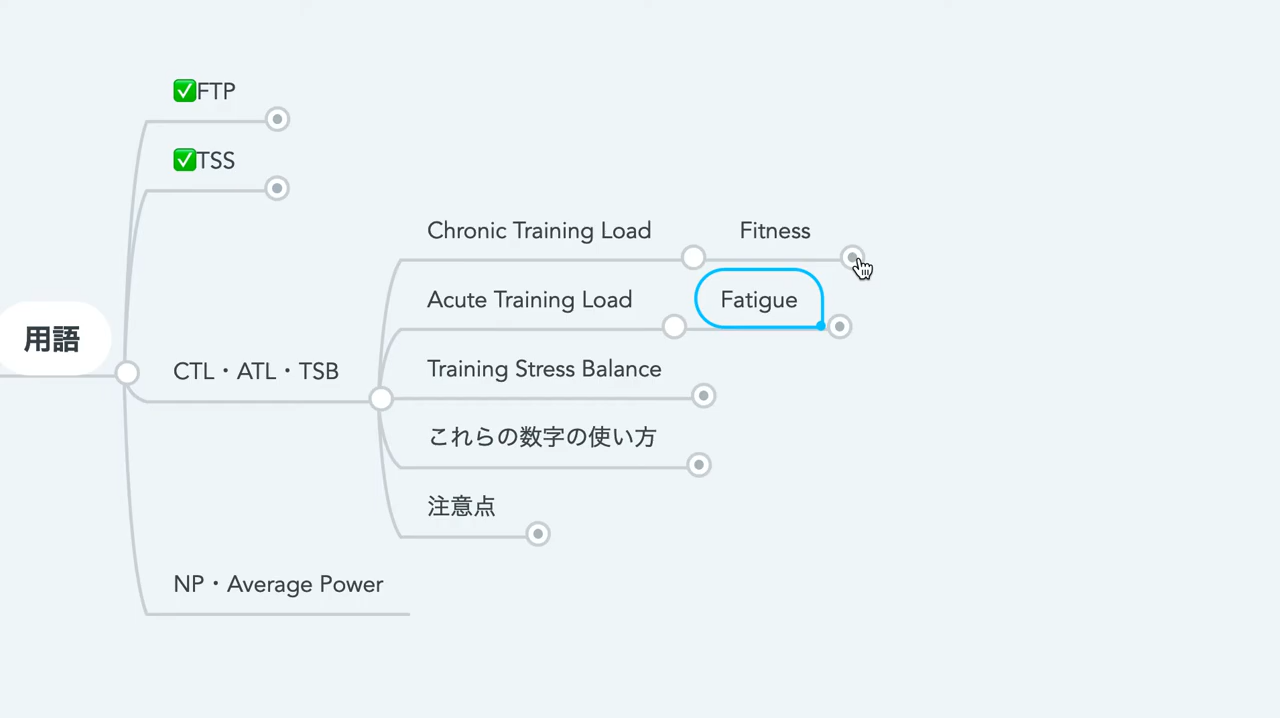 ✅FTP
✅TSS
Chronic Training Load
Fitness
Acute Training Load
Fatigue
用語
CTL・ATL・TSB
Training Stress Balance
これらの数字の使い方
注意点
NP・Average Power